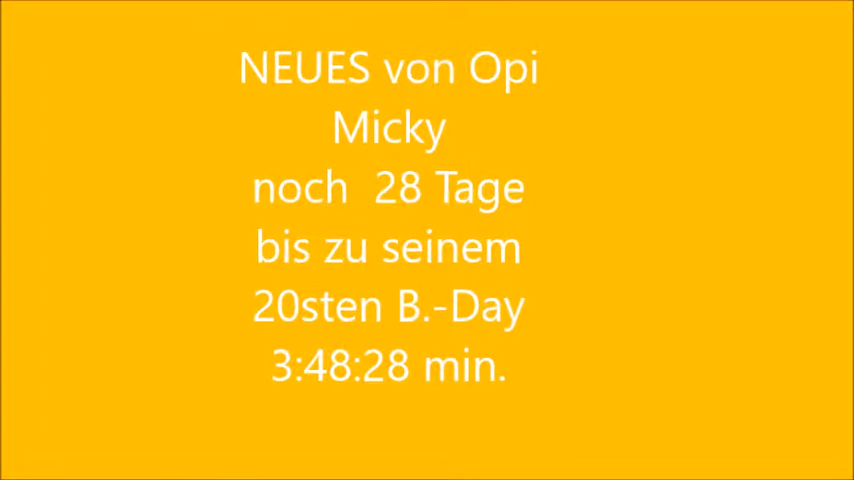 NEUES von Opi
Micky
noch  28 Tage
bis zu seinem
20sten B.-Day
3:48:28 min.